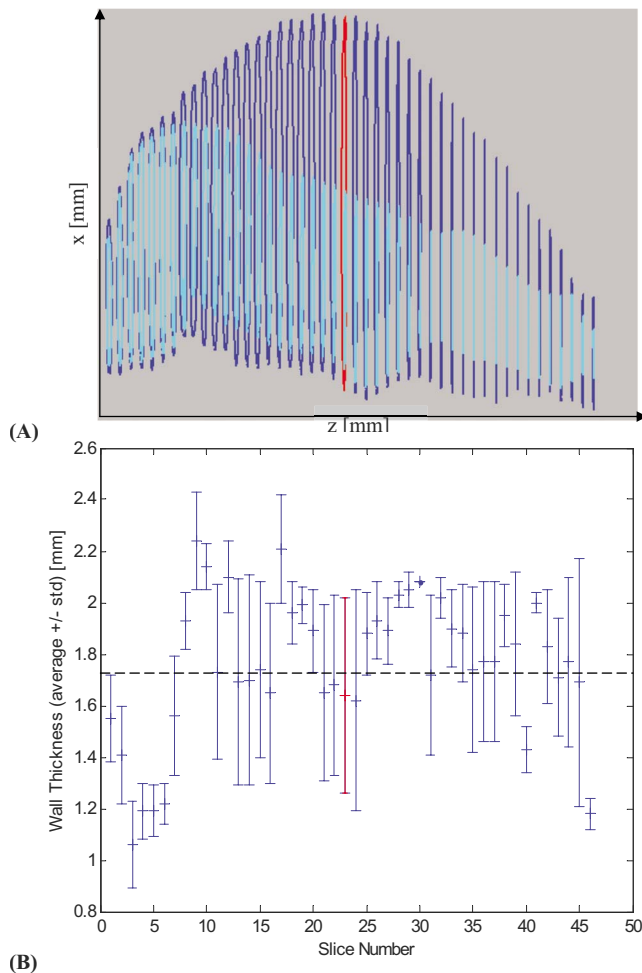 x [mm]
(A)
z [mm]
2.6
2.4
2.2
2
1.8
1.6
1.4
1.2
1
0.8
Wall Thickness (average +/- std) [mm]
0 5 10 15 20 25 30 35 40 45 50
Slice Number
(B)